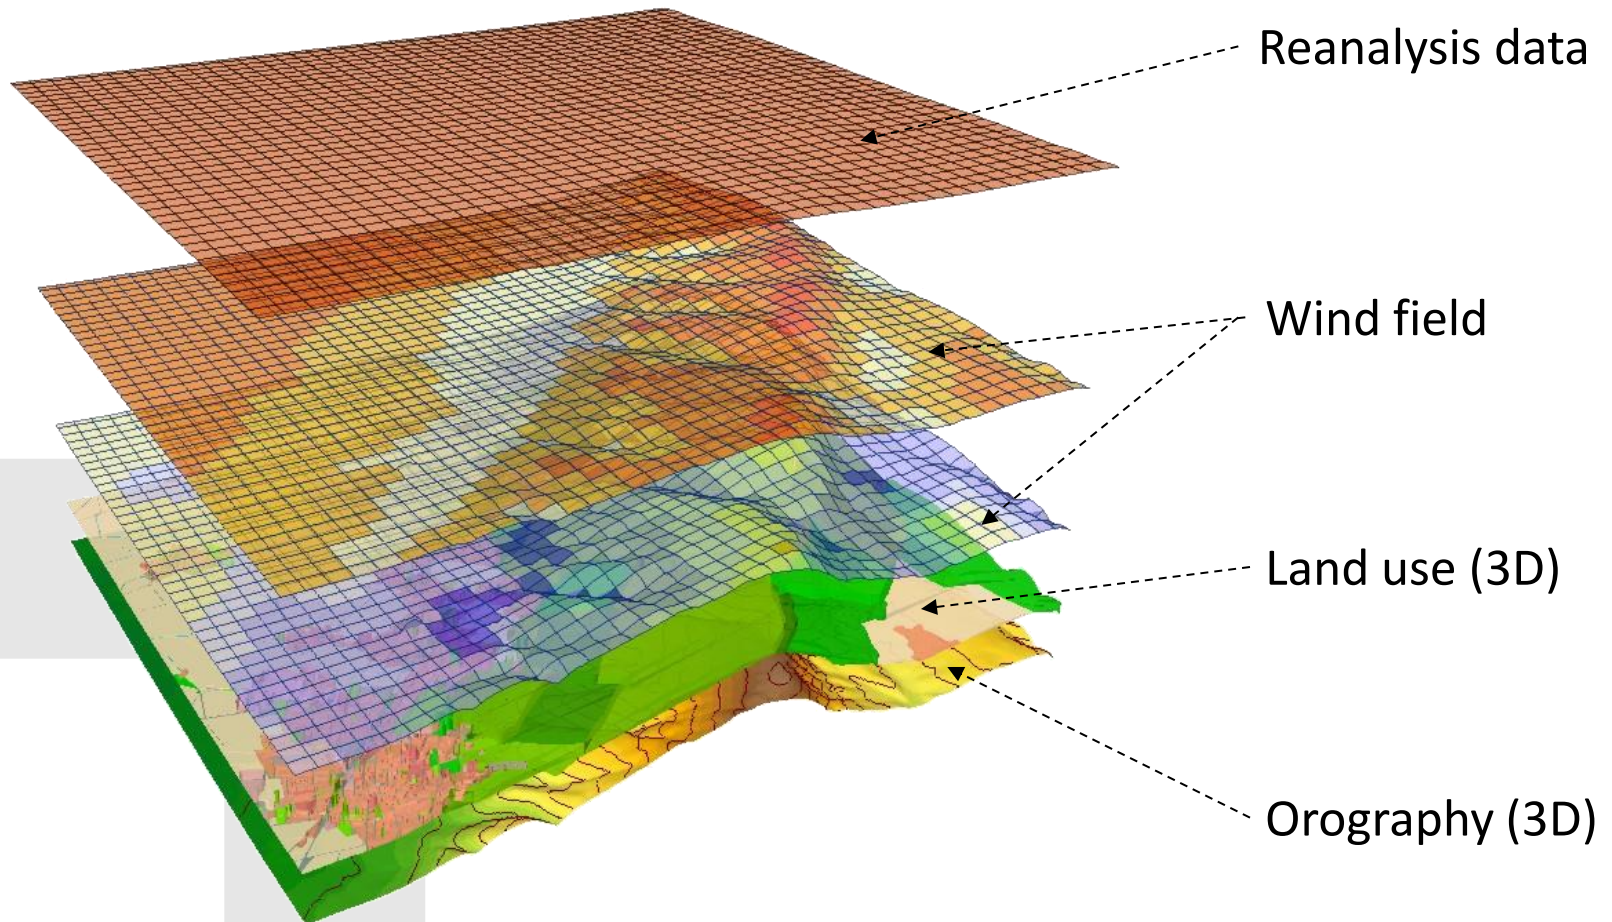 Reanalysis data
Wind field
Land use (3D)
Orography (3D)